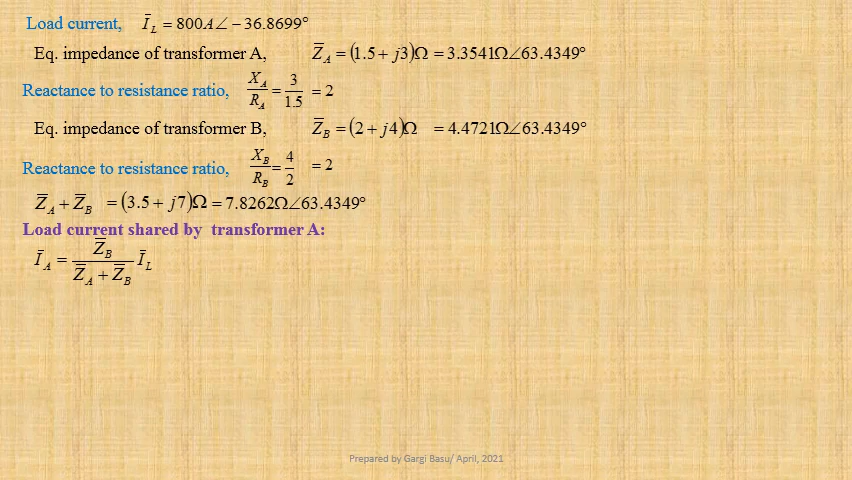 Load current, Ī_L = 800A∠−36.8699°
Eq. impedance of transformer A, Z̄_A = (1.5 + j3)Ω = 3.3541Ω∠63.4349°
Reactance to resistance ratio, X_A/R_A = 3/1.5 = 2
Eq. impedance of transformer B, Z̄_B = (2 + j4)Ω = 4.4721Ω∠63.4349°
Reactance to resistance ratio, X_B/R_B = 4/2 = 2
Z̄_A + Z̄_B = (3.5 + j7)Ω = 7.8262Ω∠63.4349°
Load current shared by transformer A:
Ī_A = Z̄_B/(Z̄_A + Z̄_B) Ī_L
Prepared by Gargi Basu/ April, 2021